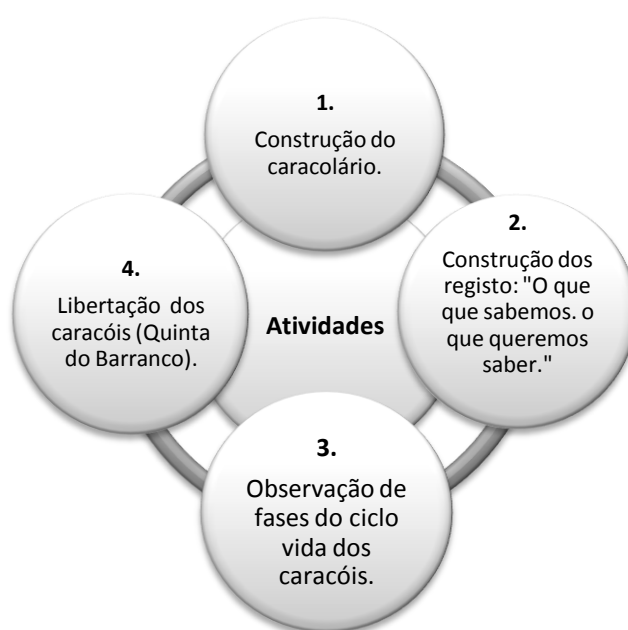 1.
Construção do
caracolário.
2.
Construção dos
registo: "O que
que sabemos. o
que queremos
saber."
4.
Libertação dos
caracóis (Quinta
do Barranco).
Atividades
3.
Observação de
fases do ciclo
vida dos
caracóis.